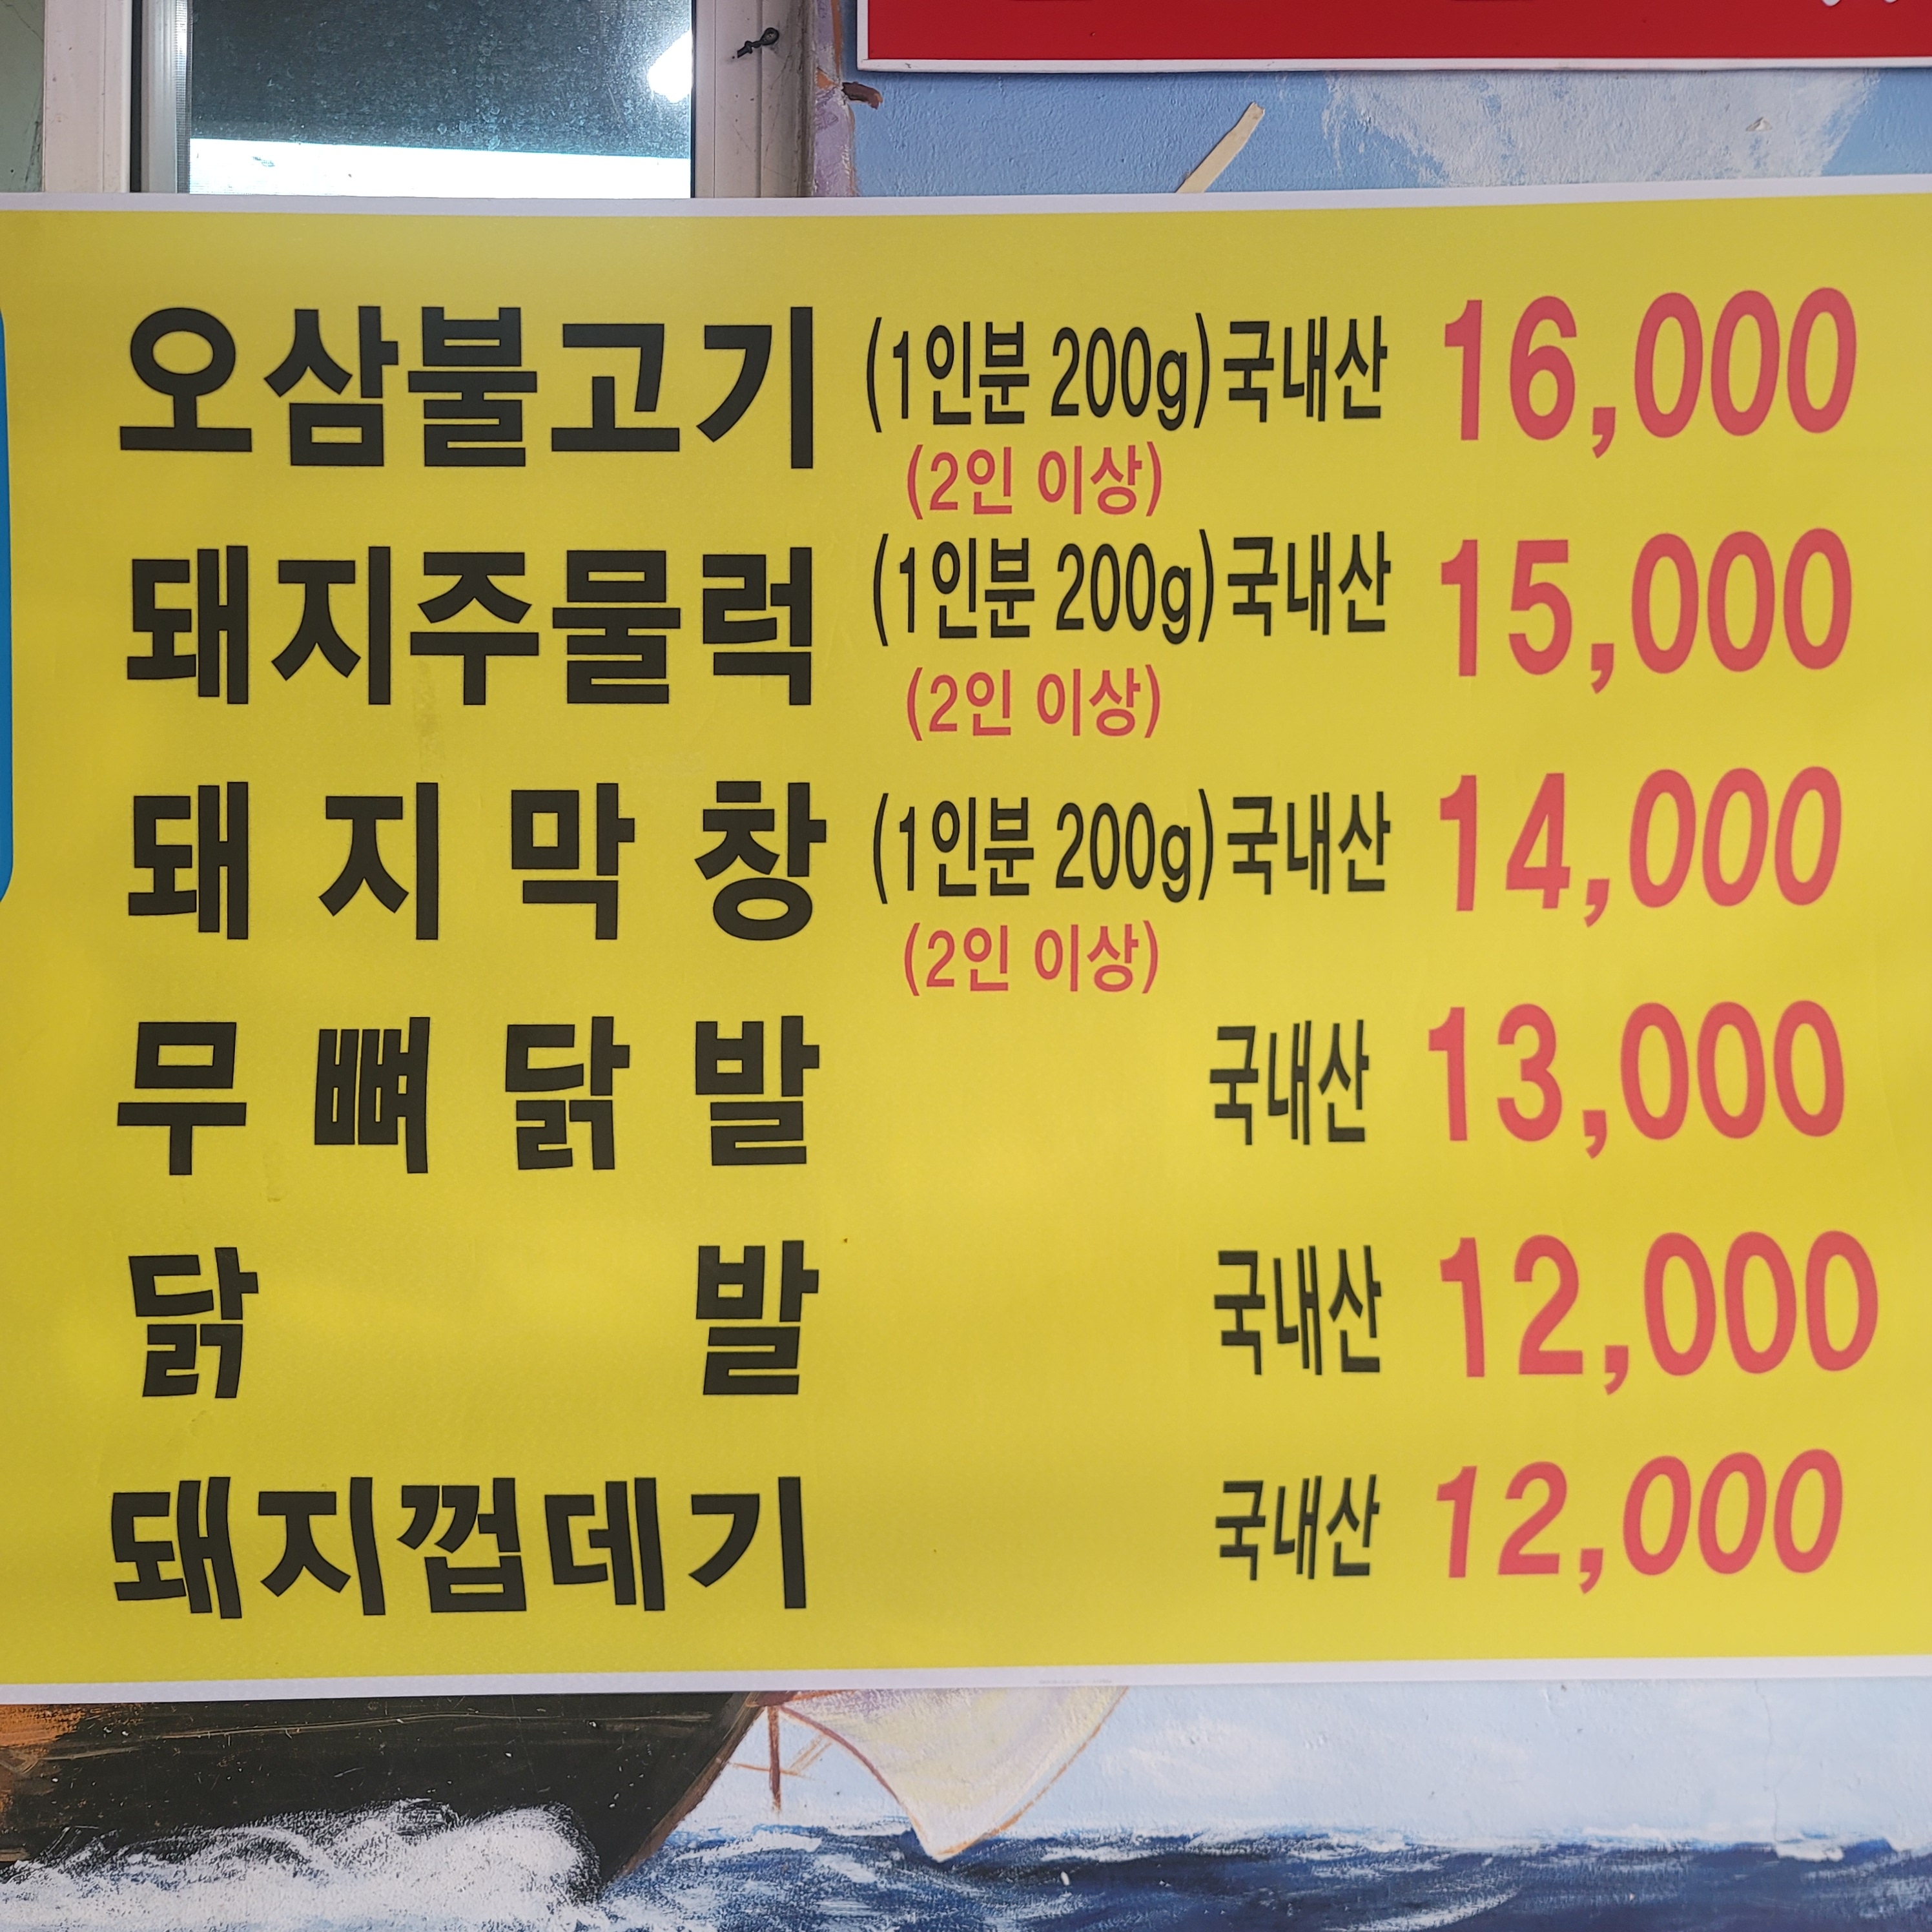 오삼불고기 (1인분 200g) 국내산 16,000
(2인 이상)
돼지주물럭 (1인분 200g) 국내산 15,000
(2인 이상)
돼지막창 (1인분 200g) 국내산 14,000
(2인 이상)
무뼈닭발 국내산 13,000
닭발 국내산 12,000
돼지껍데기 국내산 12,000